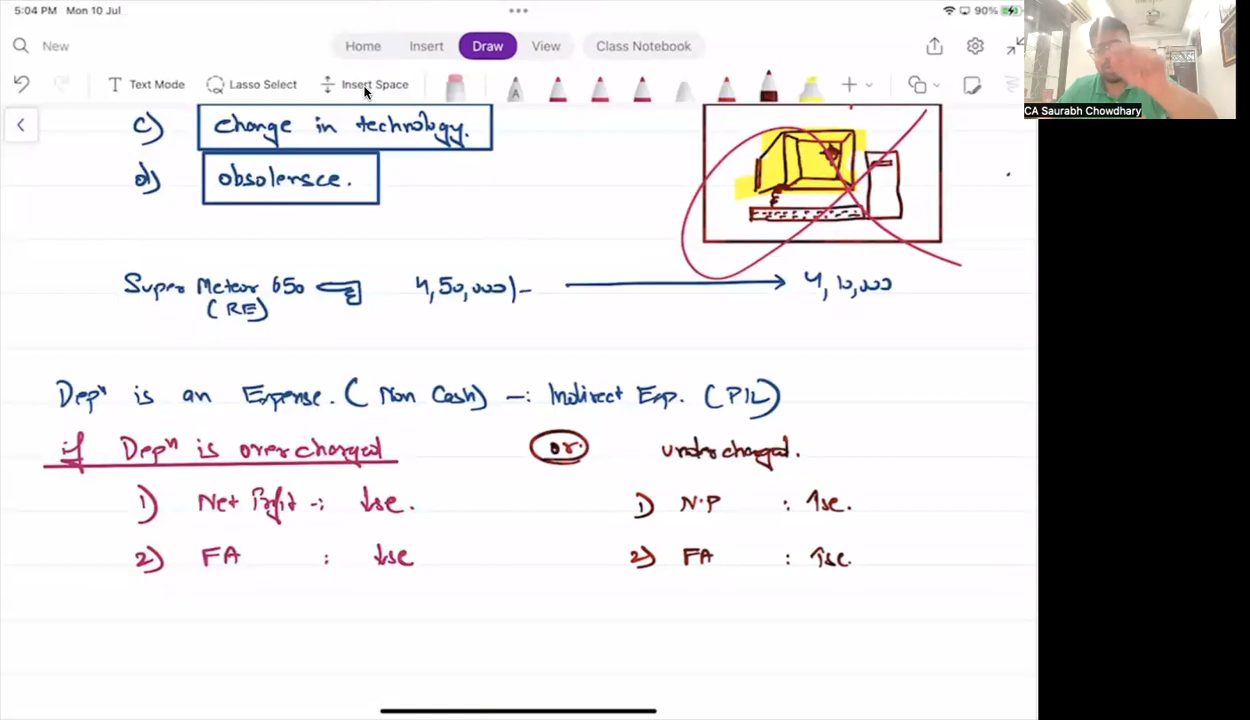 5:04 PM Mon 10 Jul
90%
New
Home Insert Draw View Class Notebook
Text Mode Lasso Select Insert Space
A
CA Saurabh Chowdhary
c) change in technology.
d) obsolersce.
Super Meteor 650 4,50,000/- 4,10,000
(RE)
Depⁿ is an Expense. (Non Cash) -: Indirect Exp. (P/L)
if Depⁿ is overcharged or. undercharged.
1) Net Profit -: ↓se. 1) N.P : ↑se.
2) FA : ↓se 2) FA : ↑se.